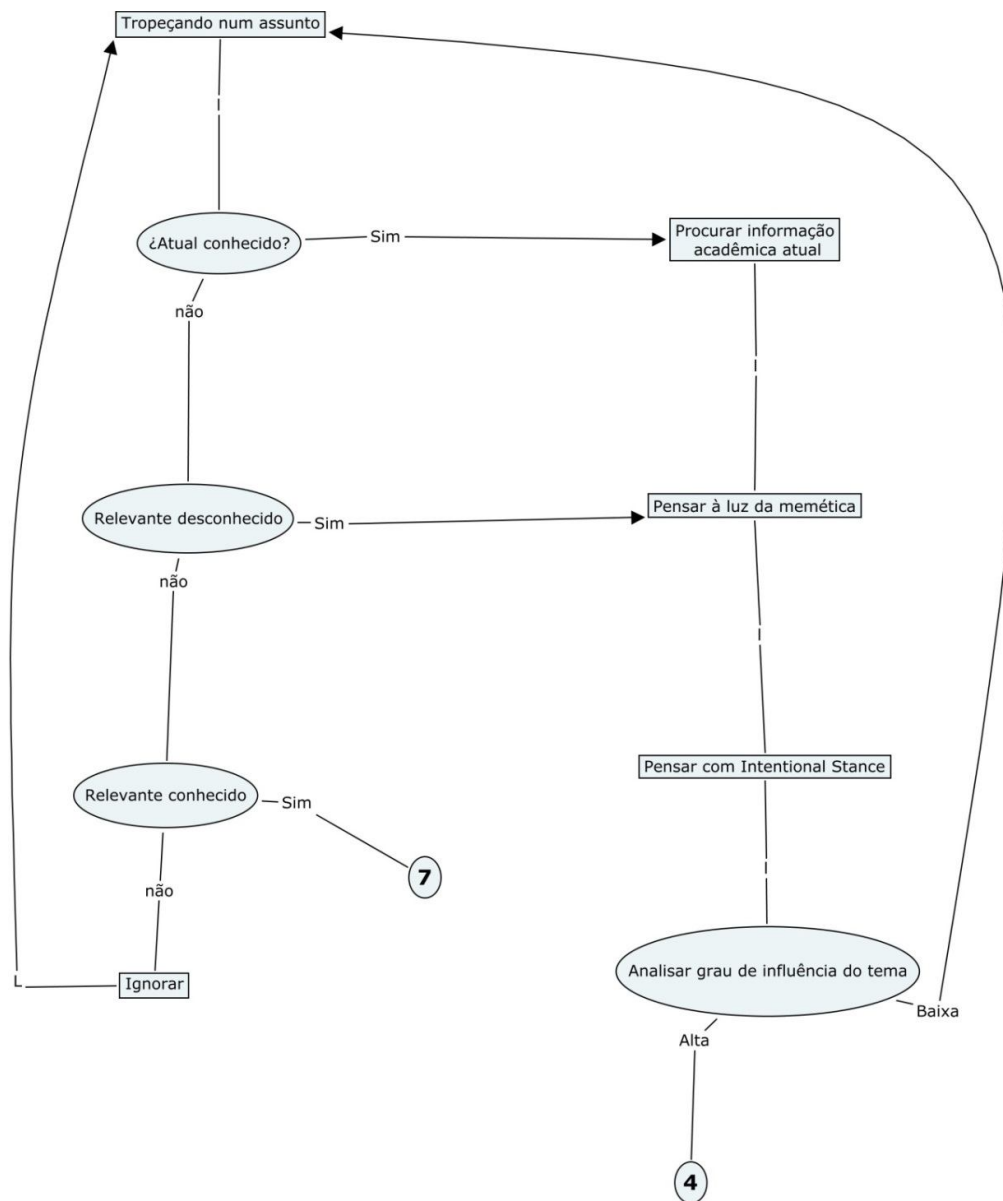 Tropeçando num assunto
I
¿Atual conhecido?
Sim
Procurar informação
acadêmica atual
não
I
Relevante desconhecido
Sim
Pensar à luz da memética
não
I
Pensar com Intentional Stance
Relevante conhecido
Sim
7
I
não
Analisar grau de influência do tema
L
Ignorar
Baixa
Alta
4